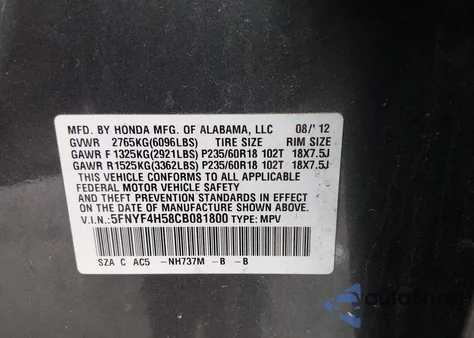 MFD. BY HONDA MFG. OF ALABAMA, LLC 08/'12
GVWR 2765KG(6096LBS) TIRE SIZE RIM SIZE
GAWR F 1325KG(2921LBS) P235/60R18 102T 18X7.5J
GAWR R1525KG(3362LBS) P235/60R18 102T 18X7.5J
THIS VEHICLE CONFORMS TO ALL APPLICABLE
FEDERAL MOTOR VEHICLE SAFETY, BUMPER,
AND THEFT PREVENTION STANDARDS IN EFFECT ON
THE DATE OF MANUFACTURE SHOWN ABOVE.
V.I.N.:5FNYF4H58CB081800 TYPE: MPV
SZA C AC5 -NH737M -B -B